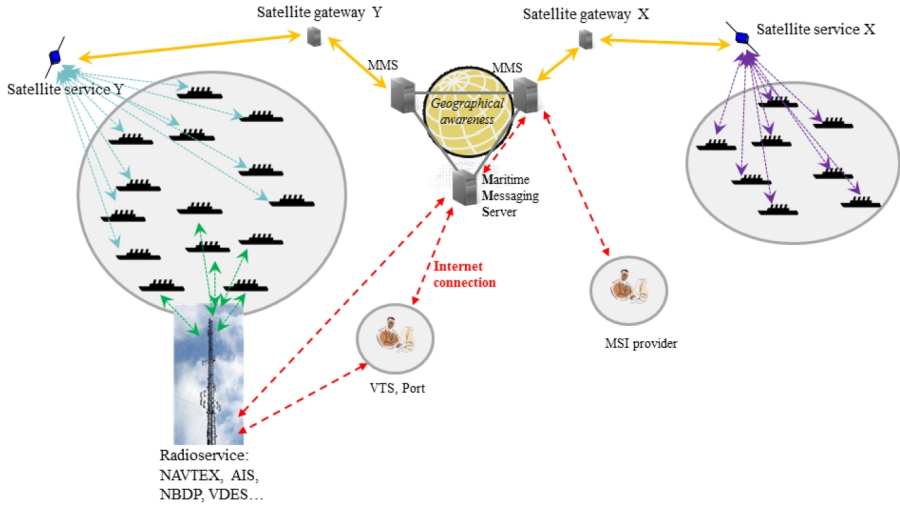 Satellite gateway Y
Satellite gateway X
Satellite service X
Satellite service Y
MMS
MMS
Geographical
awareness
Maritime
Messaging
Server
Internet
connection
MSI provider
VTS, Port
Radioservice:
NAVTEX, AIS,
NBDP, VDES…